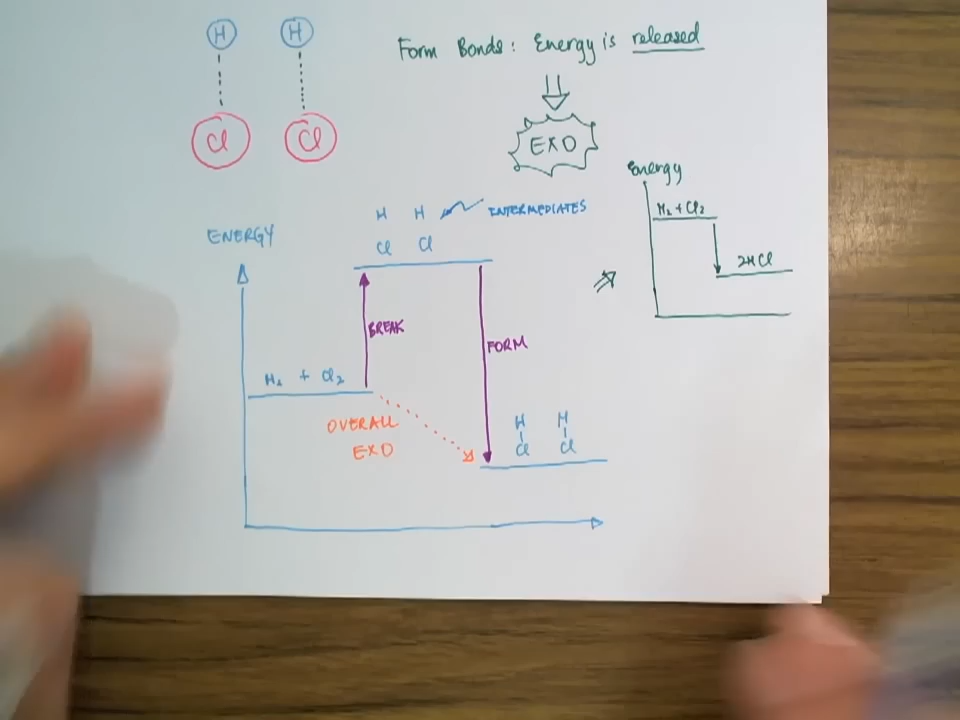 H H
Form Bonds: Energy is released
Cl Cl
EXO
Energy
H H INTERMEDIATES
H₂ + Cl₂
ENERGY
Cl Cl
2HCl
BREAK
FORM
H₂ + Cl₂
OVERALL
EXO
H H
Cl Cl